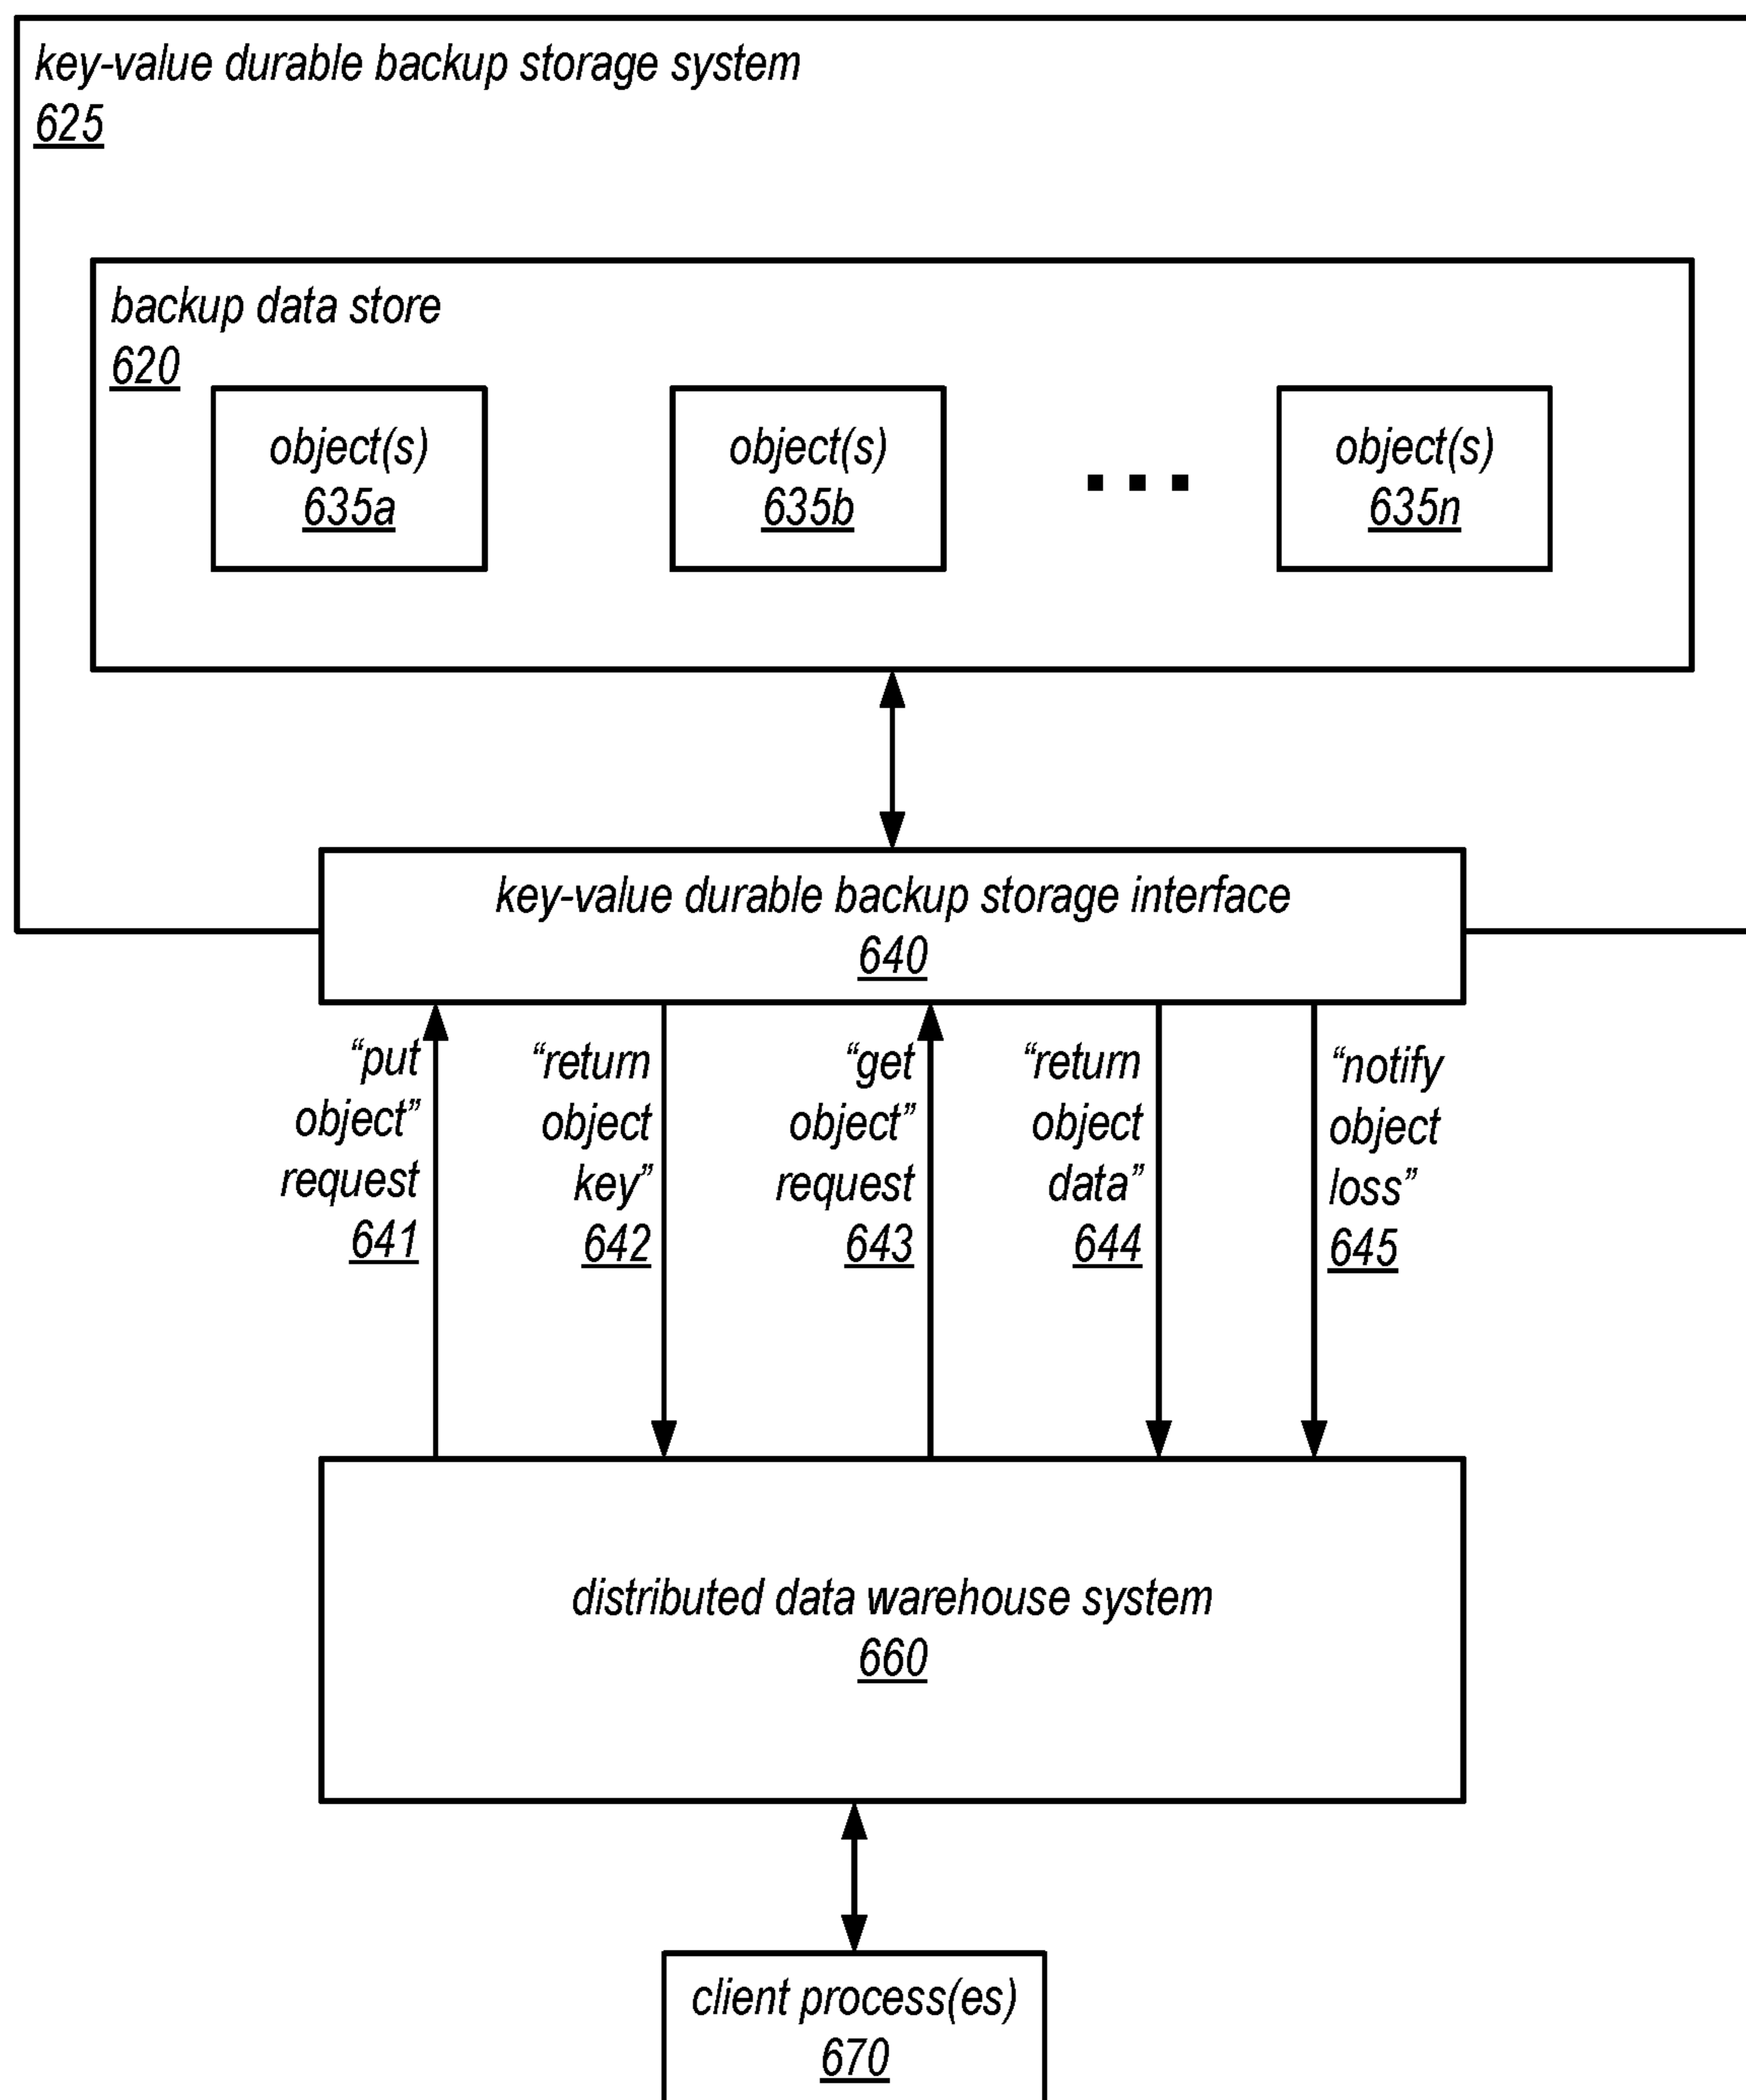 key-value durable backup storage system
625
backup data store
620
object(s)
635a
object(s)
635b
object(s)
635n
key-value durable backup storage interface
640
“put
object”
request
641
“return
object
key”
642
“get
object”
request
643
“return
object
data”
644
“notify
object
loss”
645
distributed data warehouse system
660
client process(es)
670